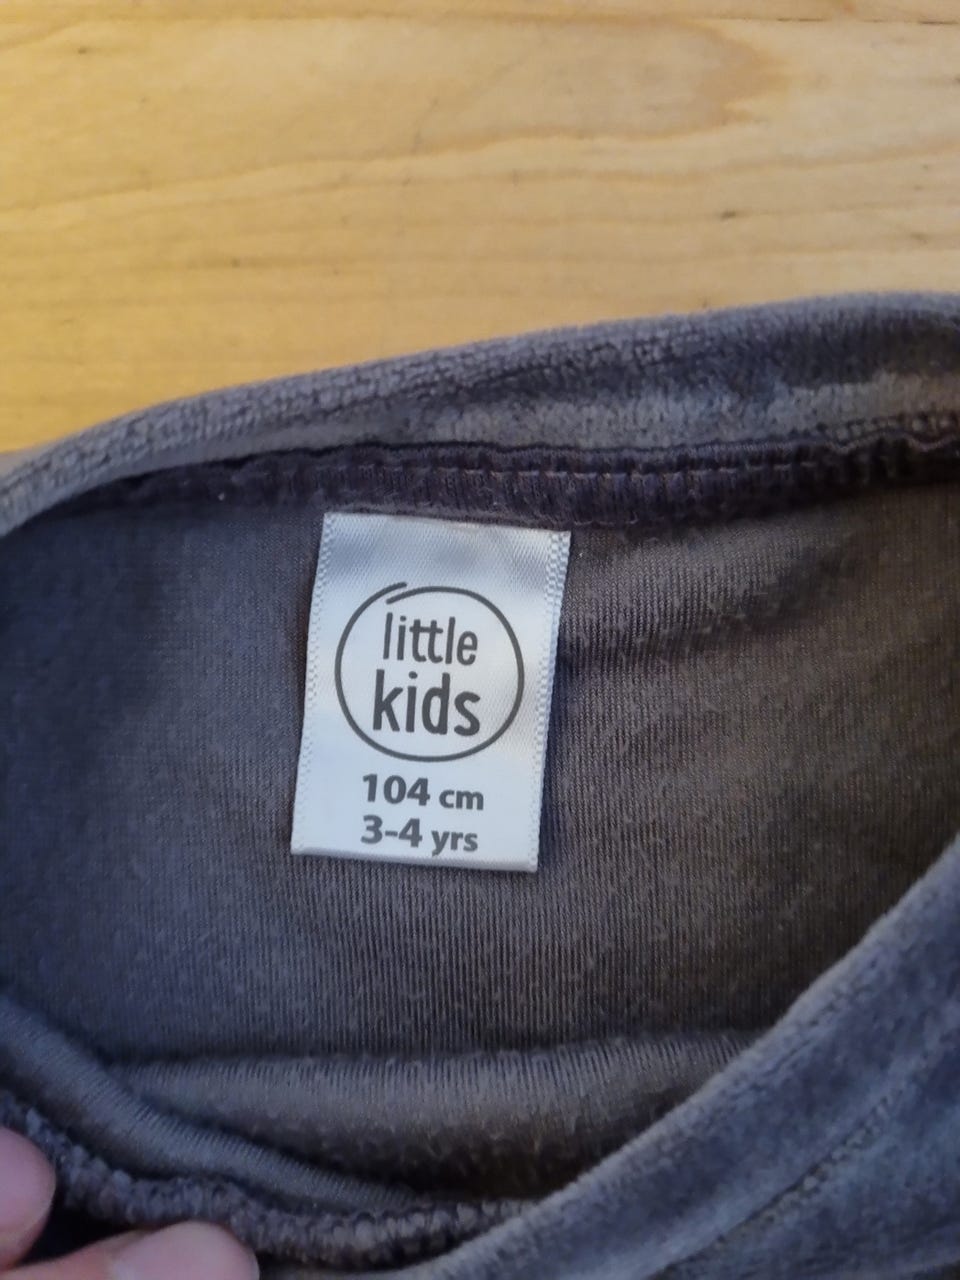 little
kids
104 cm
3-4 yrs